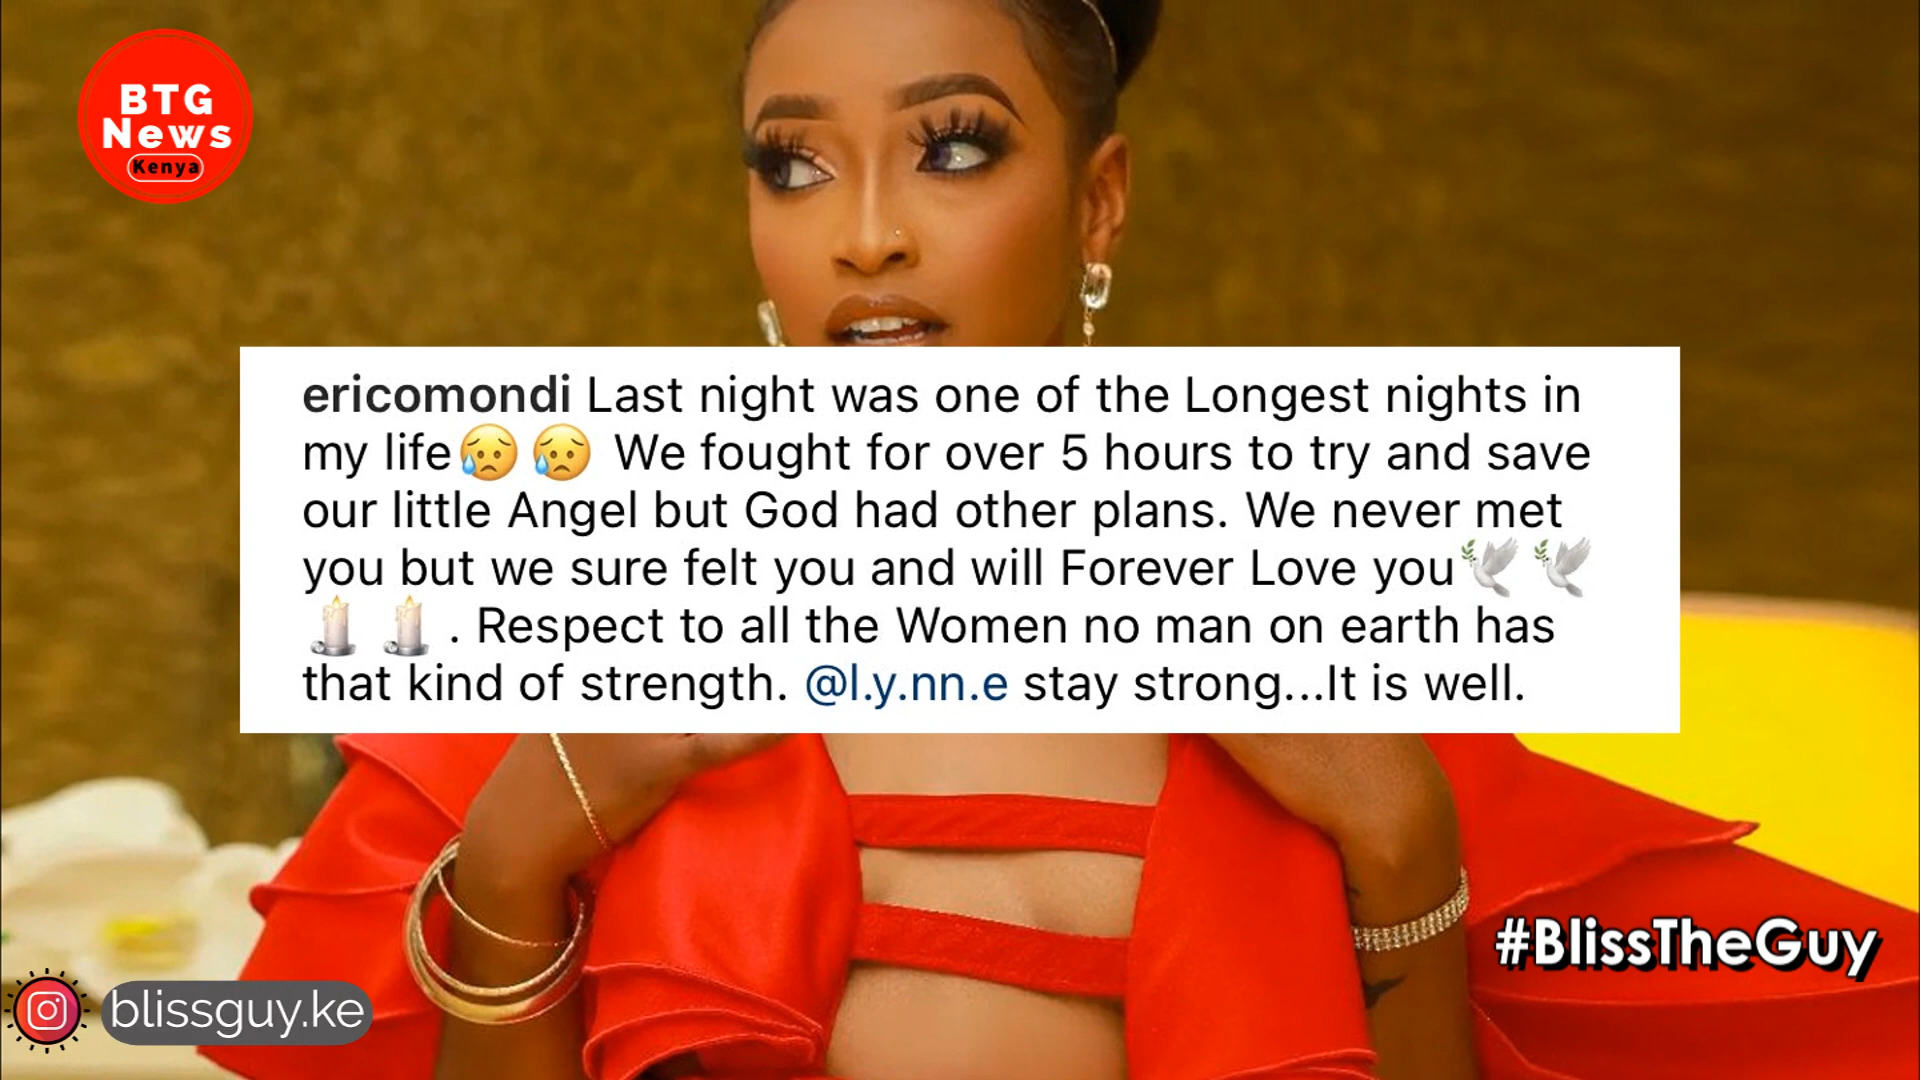 BTG
News
Kenya
ericomondi Last night was one of the Longest nights in
my life😥😥 We fought for over 5 hours to try and save
our little Angel but God had other plans. We never met
you but we sure felt you and will Forever Love you🕊️🕊️
🕯️🕯️. Respect to all the Women no man on earth has
that kind of strength. @l.y.nn.e stay strong...It is well.
#BlissTheGuy
blissguy.ke